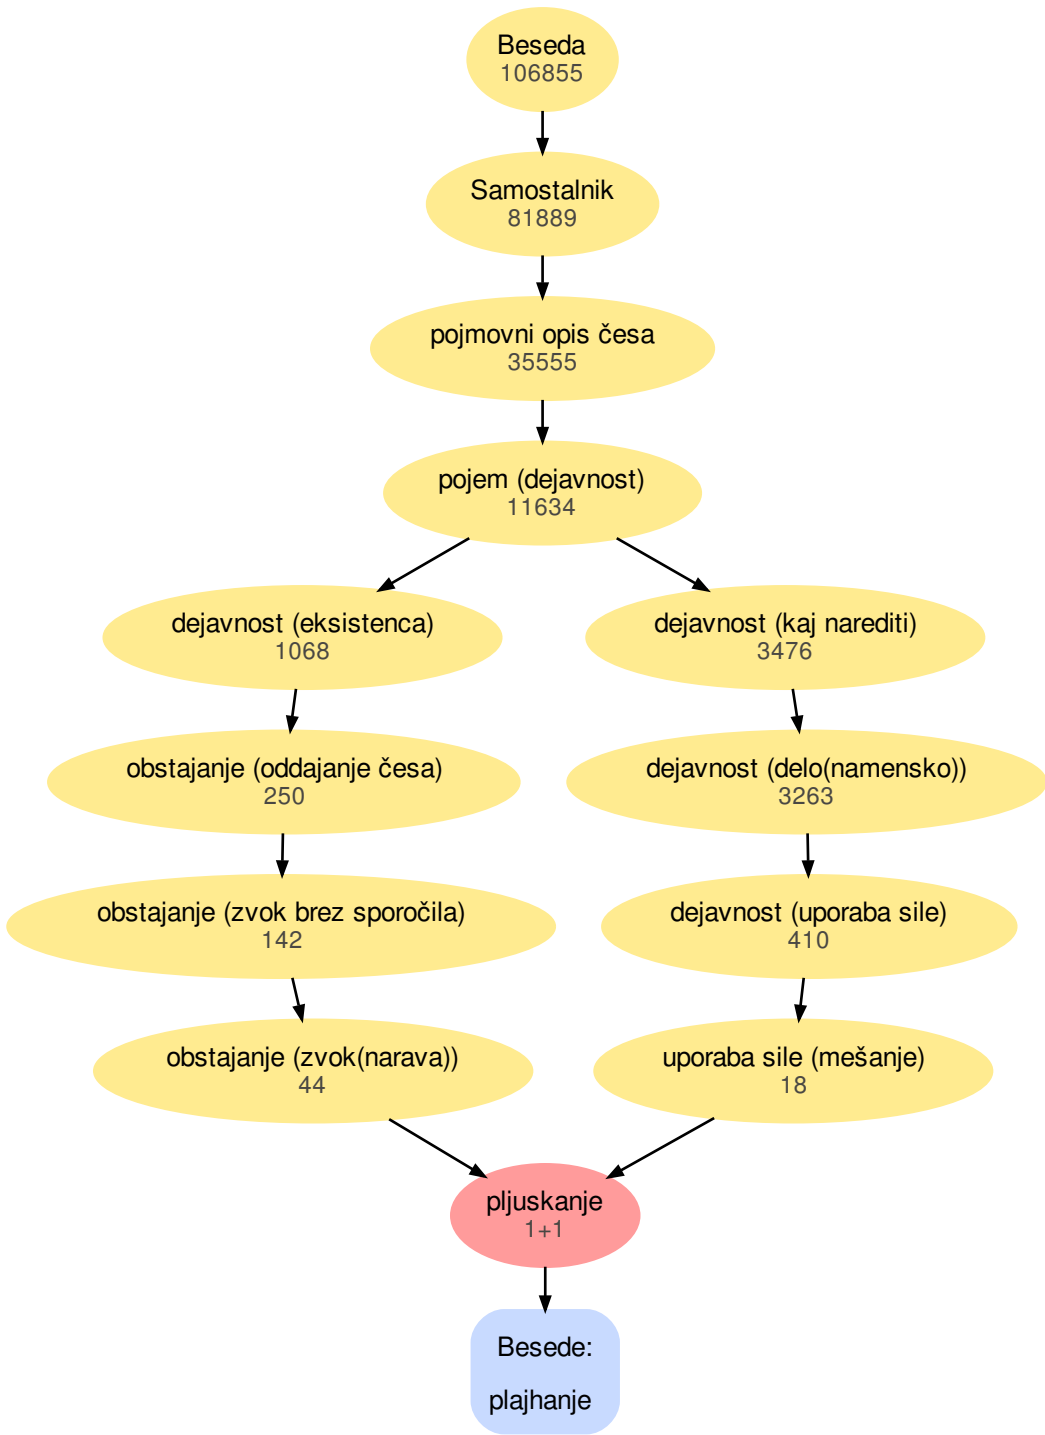 Beseda
106855
Samostalnik
81889
pojmovni opis česa
35555
pojem (dejavnost)
11634
dejavnost (eksistenca)
1068
dejavnost (kaj narediti)
3476
obstajanje (oddajanje česa)
250
dejavnost (delo(namensko))
3263
obstajanje (zvok brez sporočila)
142
dejavnost (uporaba sile)
410
obstajanje (zvok(narava))
44
uporaba sile (mešanje)
18
pljuskanje
1+1
Besede:
plajhanje